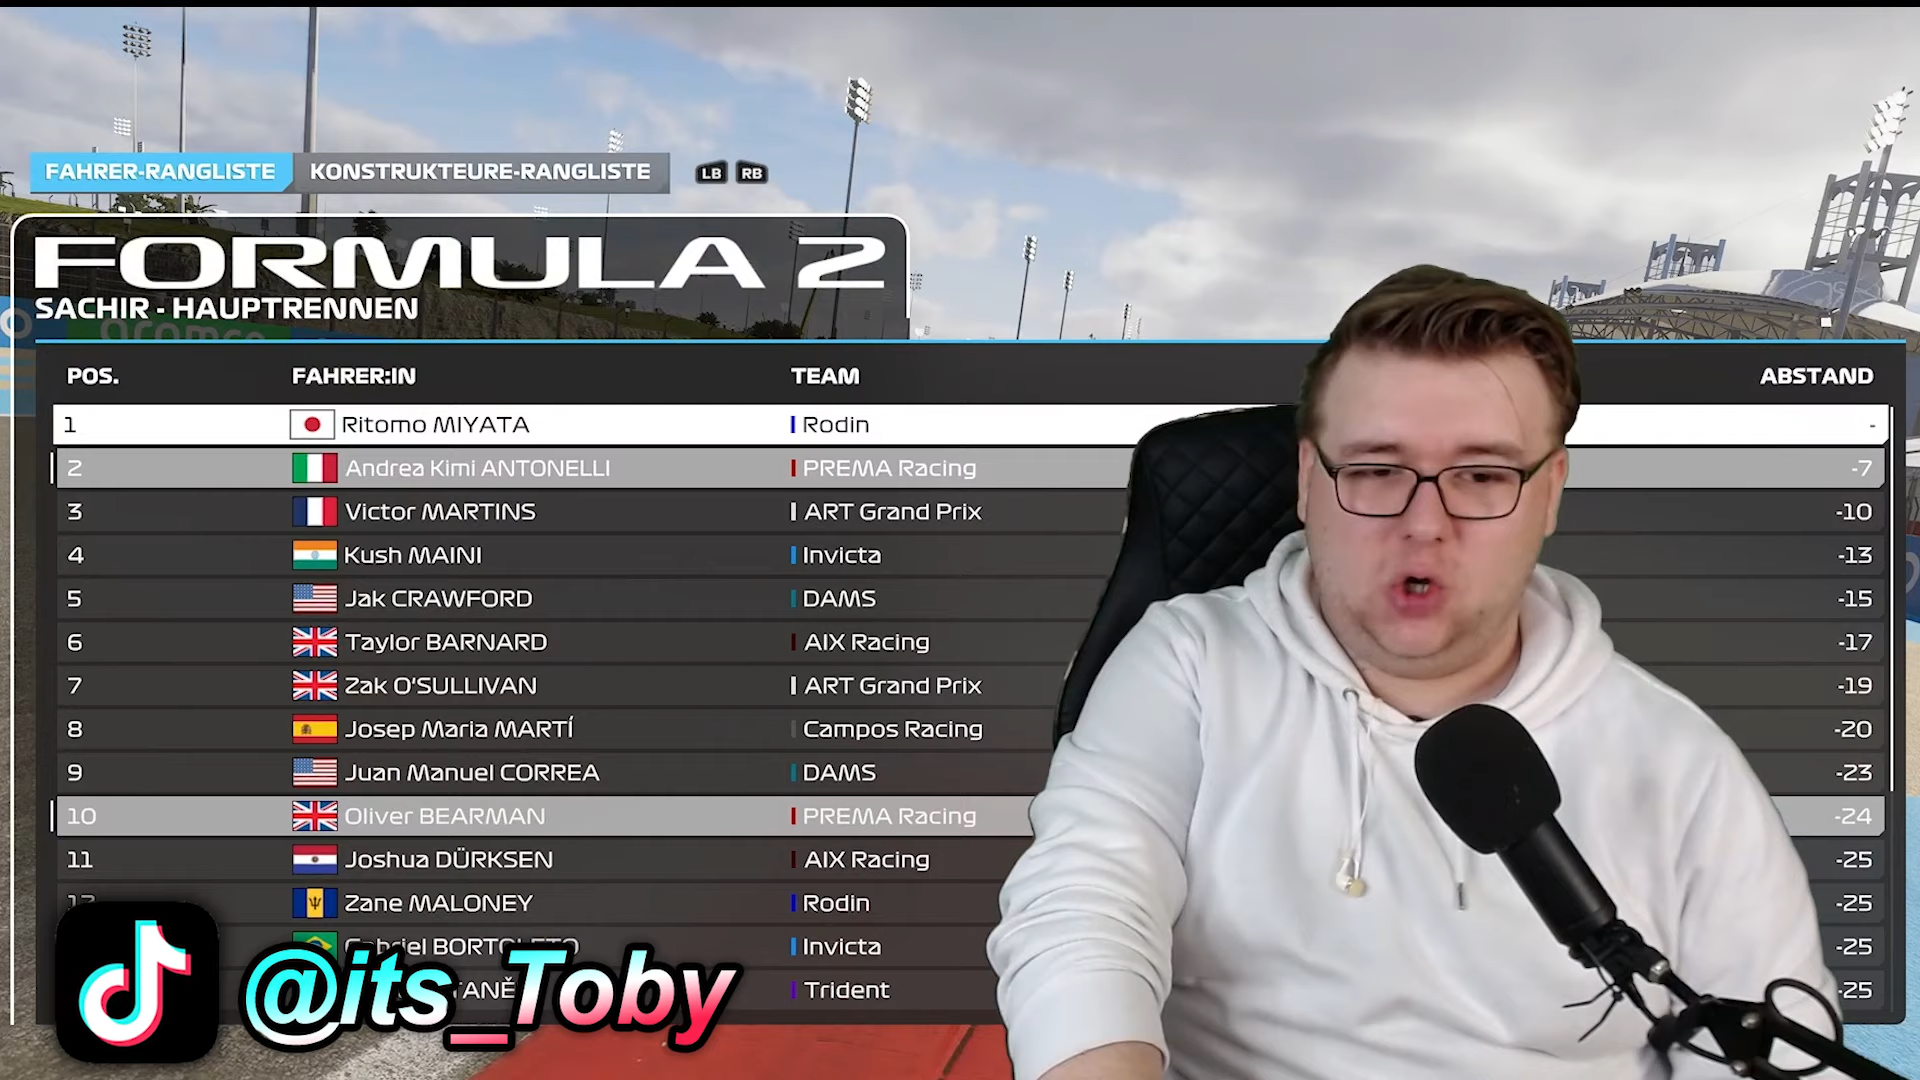 FAHRER-RANGLISTE KONSTRUKTEURE-RANGLISTE LB RB
FORMULA 2
SACHIR - HAUPTRENNEN
aramco
POS. FAHRER:IN TEAM ABSTAND
1 Ritomo MIYATA Rodin -
2 Andrea Kimi ANTONELLI PREMA Racing -7
3 Victor MARTINS ART Grand Prix -10
4 Kush MAINI Invicta -13
5 Jak CRAWFORD DAMS -15
6 Taylor BARNARD AIX Racing -17
7 Zak O'SULLIVAN ART Grand Prix -19
8 Josep Maria MARTÍ Campos Racing -20
9 Juan Manuel CORREA DAMS -23
10 Oliver BEARMAN PREMA Racing -24
11 Joshua DÜRKSEN AIX Racing -25
12 Zane MALONEY Rodin -25
Gabriel BORTOLETO Invicta -25
Trident -25
@its_Toby